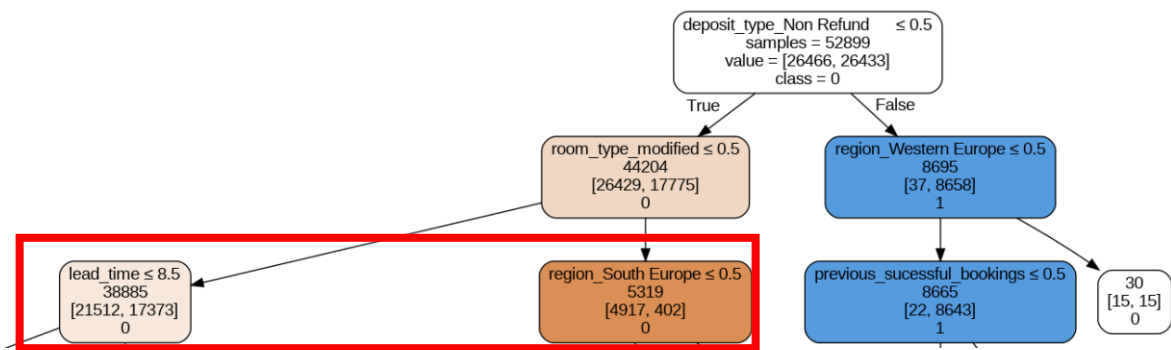 deposit_type_Non Refund ≤ 0.5
samples = 52899
value = [26466, 26433]
class = 0
True
False
room_type_modified ≤ 0.5
44204
[26429, 17775]
0
region_Western Europe ≤ 0.5
8695
[37, 8658]
1
lead_time ≤ 8.5
38885
[21512, 17373]
0
region_South Europe ≤ 0.5
5319
[4917, 402]
0
previous_sucessful_bookings ≤ 0.5
8665
[22, 8643]
1
30
[15, 15]
0